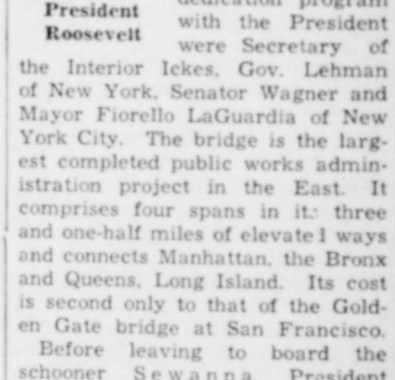 dedication program
President with the President
Roosevelt were Secretary of
the Interior Ickes, Gov. Lehman
of New York, Senator Wagner and
Mayor Fiorello LaGuardia of New
York City. The bridge is the larg-
est completed public works admin-
istration project in the East. It
comprises four spans in it: three
and one-half miles of elevate1 ways
and connects Manhattan, the Bronx
and Queens, Long Island. Its cost
is second only to that of the Gold-
en Gate bridge at San Francisco.
Before leaving to board the
schooner Sewanna, President